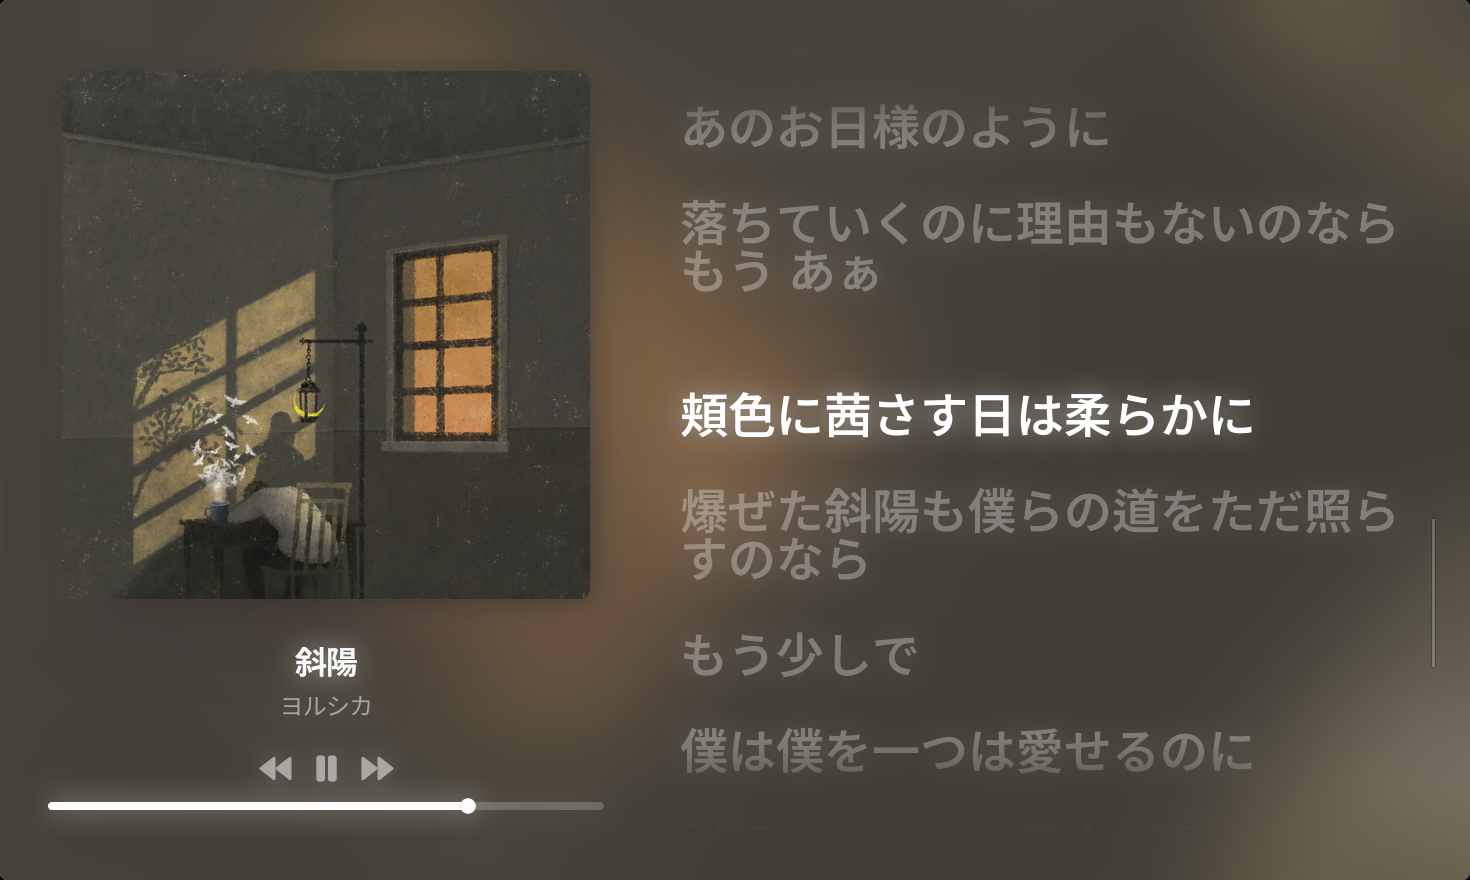 あのお日様のように
落ちていくのに理由もないのなら
もう あぁ
頬色に茜さす日は柔らかに
爆ぜた斜陽も僕らの道をただ照ら
すのなら
もう少しで
僕は僕を一つは愛せるのに
斜陽
ヨルシカ